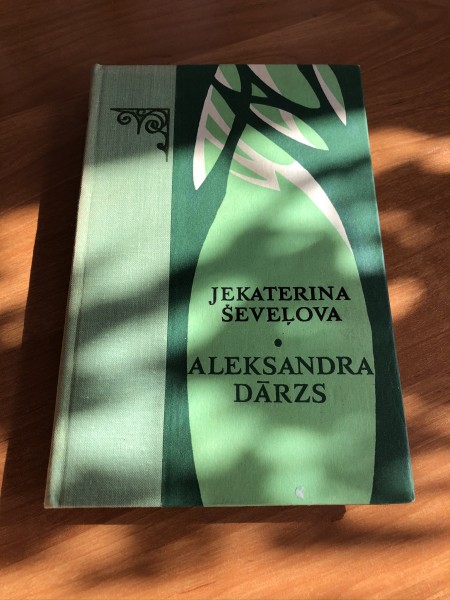 JEKATERINA
ŠEVEĻOVA
•
ALEKSANDRA
DĀRZS